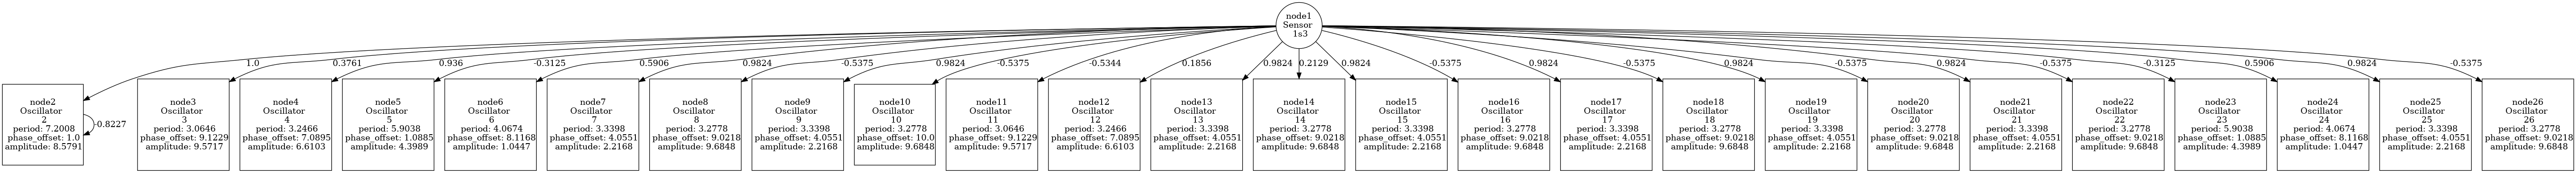 node1
Sensor
1s3
1.0
0.3761
0.936
-0.3125
0.5906
0.9824
-0.5375
0.9824
-0.5375
-0.5344
0.1856
0.9824
0.2129
0.9824
-0.5375
0.9824
-0.5375
0.9824
-0.5375
0.9824
-0.5375
-0.3125
0.5906
0.9824
-0.5375
node2
Oscillator
2
period: 7.2008
phase_offset: 1.0
amplitude: 8.5791
-0.8227
node3
Oscillator
3
period: 3.0646
phase_offset: 9.1229
amplitude: 9.5717
node4
Oscillator
4
period: 3.2466
phase_offset: 7.0895
amplitude: 6.6103
node5
Oscillator
5
period: 5.9038
phase_offset: 1.0885
amplitude: 4.3989
node6
Oscillator
6
period: 4.0674
phase_offset: 8.1168
amplitude: 1.0447
node7
Oscillator
7
period: 3.3398
phase_offset: 4.0551
amplitude: 2.2168
node8
Oscillator
8
period: 3.2778
phase_offset: 9.0218
amplitude: 9.6848
node9
Oscillator
9
period: 3.3398
phase_offset: 4.0551
amplitude: 2.2168
node10
Oscillator
10
period: 3.2778
phase_offset: 10.0
amplitude: 9.6848
node11
Oscillator
11
period: 3.0646
phase_offset: 9.1229
amplitude: 9.5717
node12
Oscillator
12
period: 3.2466
phase_offset: 7.0895
amplitude: 6.6103
node13
Oscillator
13
period: 3.3398
phase_offset: 4.0551
amplitude: 2.2168
node14
Oscillator
14
period: 3.2778
phase_offset: 9.0218
amplitude: 9.6848
node15
Oscillator
15
period: 3.3398
phase_offset: 4.0551
amplitude: 2.2168
node16
Oscillator
16
period: 3.2778
phase_offset: 9.0218
amplitude: 9.6848
node17
Oscillator
17
period: 3.3398
phase_offset: 4.0551
amplitude: 2.2168
node18
Oscillator
18
period: 3.2778
phase_offset: 9.0218
amplitude: 9.6848
node19
Oscillator
19
period: 3.3398
phase_offset: 4.0551
amplitude: 2.2168
node20
Oscillator
20
period: 3.2778
phase_offset: 9.0218
amplitude: 9.6848
node21
Oscillator
21
period: 3.3398
phase_offset: 4.0551
amplitude: 2.2168
node22
Oscillator
22
period: 3.2778
phase_offset: 9.0218
amplitude: 9.6848
node23
Oscillator
23
period: 5.9038
phase_offset: 1.0885
amplitude: 4.3989
node24
Oscillator
24
period: 4.0674
phase_offset: 8.1168
amplitude: 1.0447
node25
Oscillator
25
period: 3.3398
phase_offset: 4.0551
amplitude: 2.2168
node26
Oscillator
26
period: 3.2778
phase_offset: 9.0218
amplitude: 9.6848